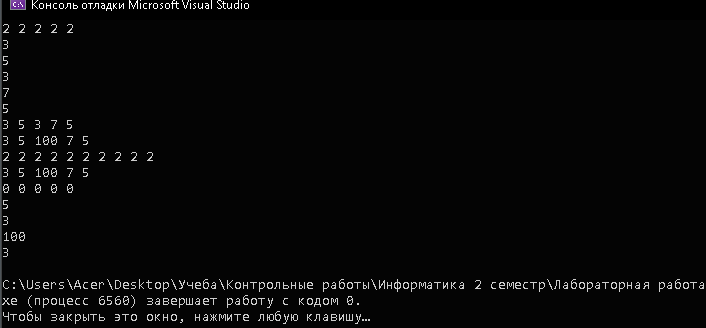 Консоль отладки Microsoft Visual Studio
2 2 2 2 2
3
5
3
7
5
3 5 3 7 5
3 5 100 7 5
2 2 2 2 2 2 2 2 2 2
3 5 100 7 5
0 0 0 0 0
5
3
100
3
C:\Users\Acer\Desktop\Учеба\Контрольные работы\Информатика 2 семестр\Лабораторная работа
xe (процесс 6560) завершает работу с кодом 0.
Чтобы закрыть это окно, нажмите любую клавишу…